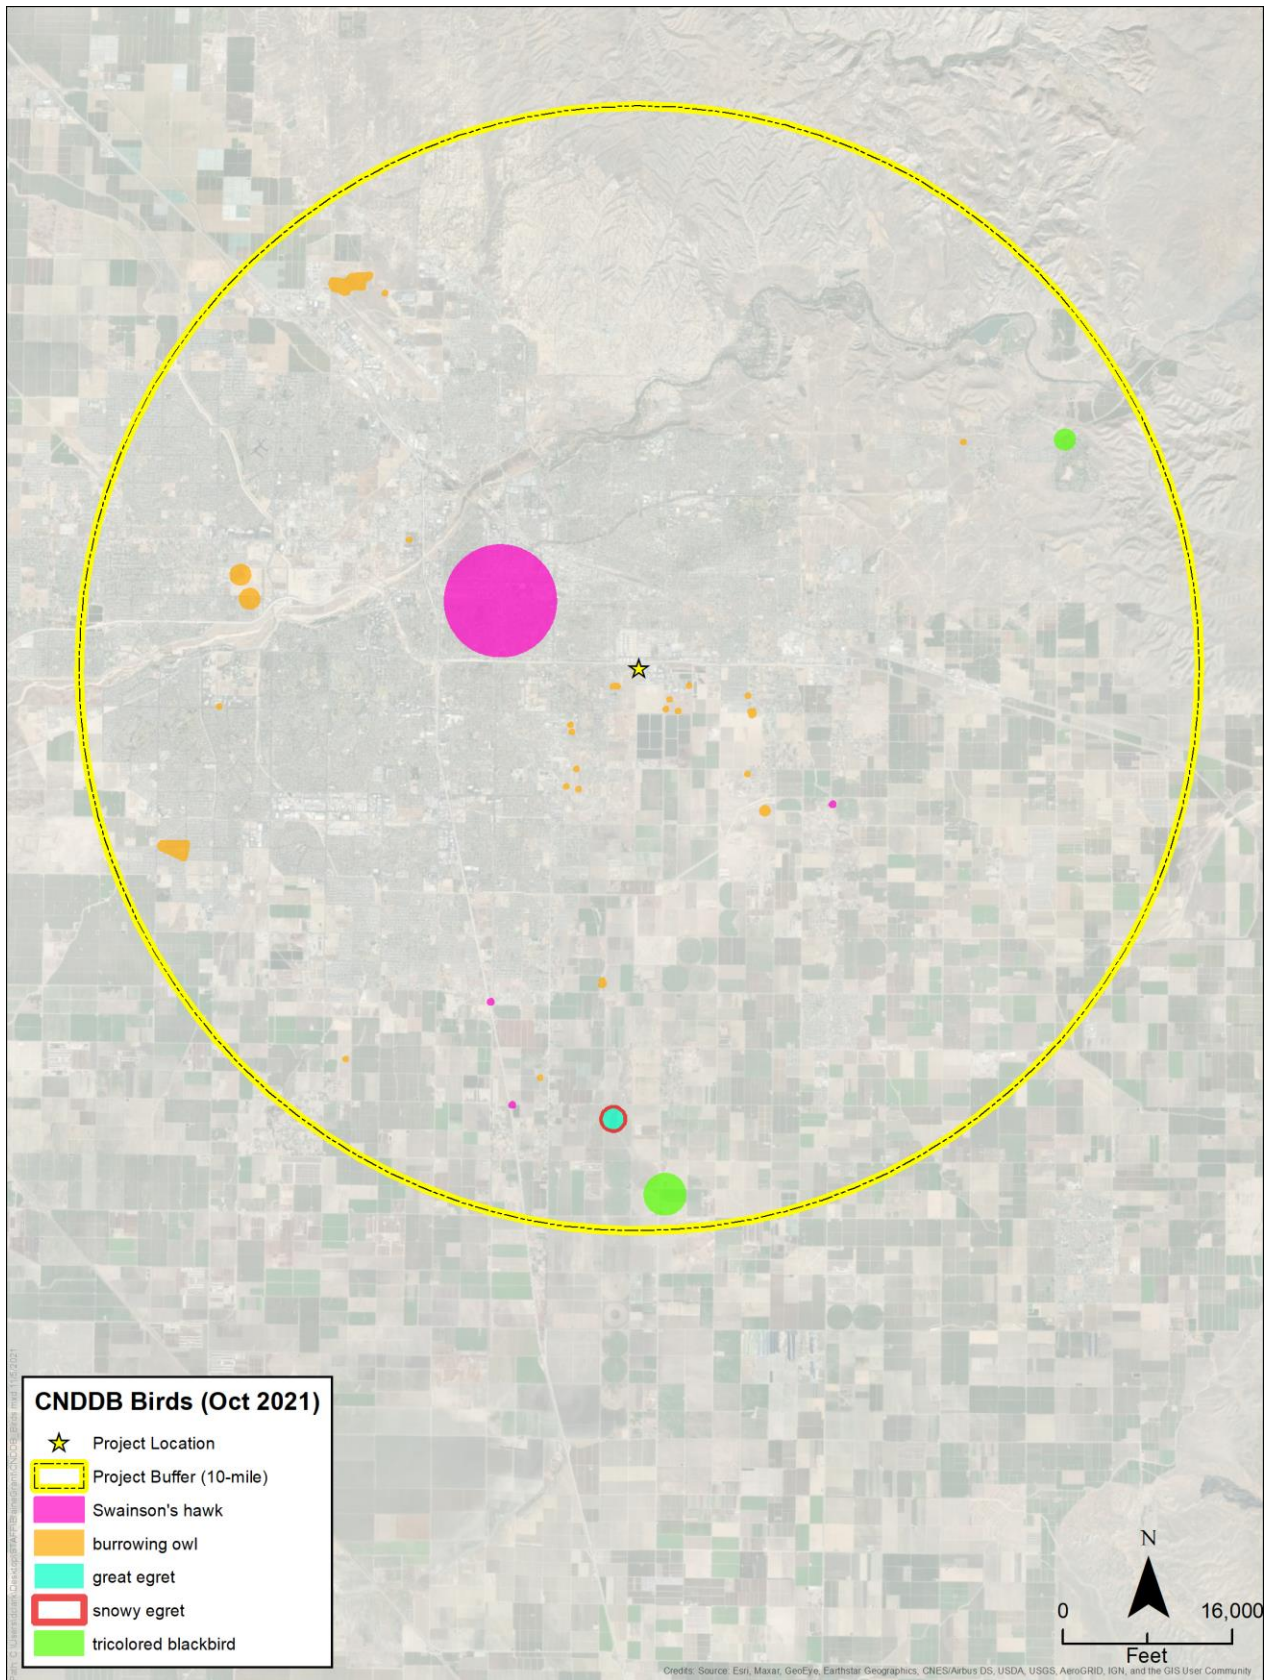 CNDDB Birds (Oct 2021)
Project Location
Project Buffer (10-mile)
Swainson's hawk
burrowing owl
great egret
snowy egret
tricolored blackbird
N
0 16,000
Feet
Credits: Source: Esri, Maxar, GeoEye, Earthstar Geographics, CNES/Airbus DS, USDA, USGS, AeroGRID, IGN, and the GIS User Community